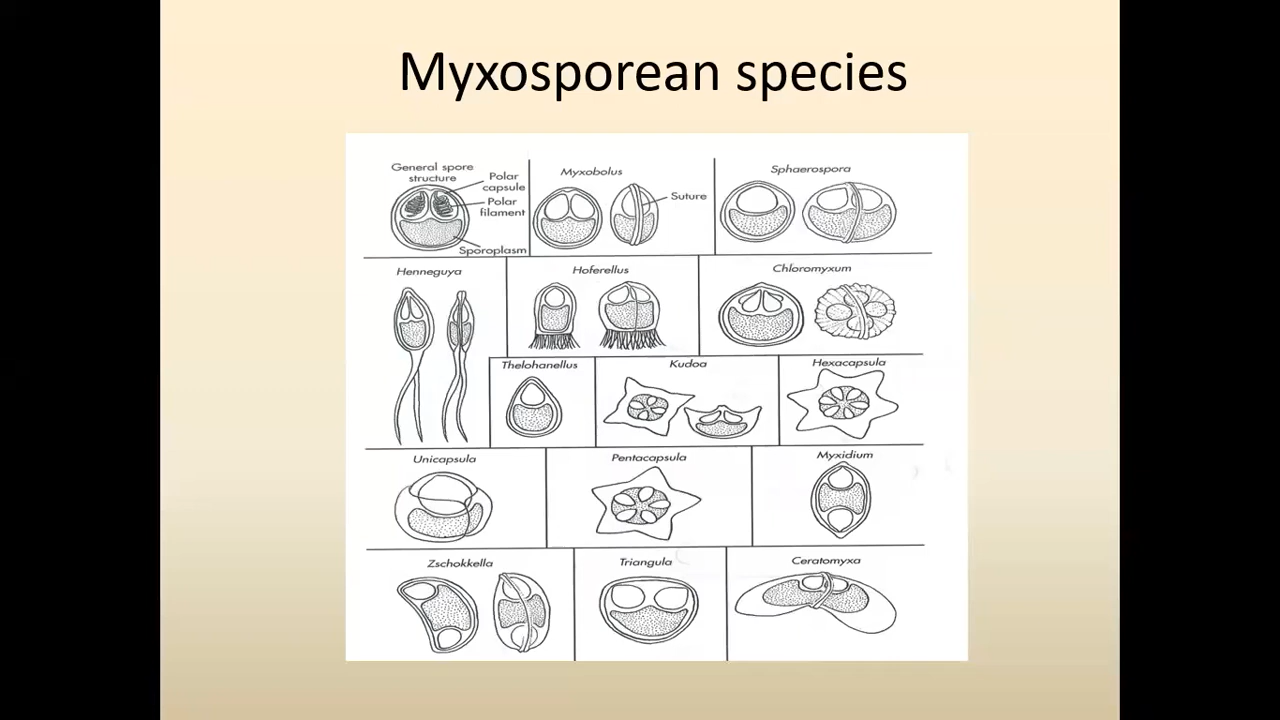 Myxosporean species
General spore
structure
Polar
capsule
Polar
filament
Sporoplasm
Myxobolus
Suture
Sphaerospora
Henneguya
Hoferellus
Chloromyxum
Thelohanellus
Kudoa
Hexacapsula
Unicapsula
Pentacapsula
Myxidium
Zschokkella
Triangula
Ceratomyxa